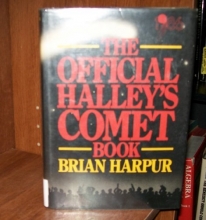 THE
OFFICIAL
HALLEY'S
COMET
BOOK
BRIAN HARPUR
ALGEBRA